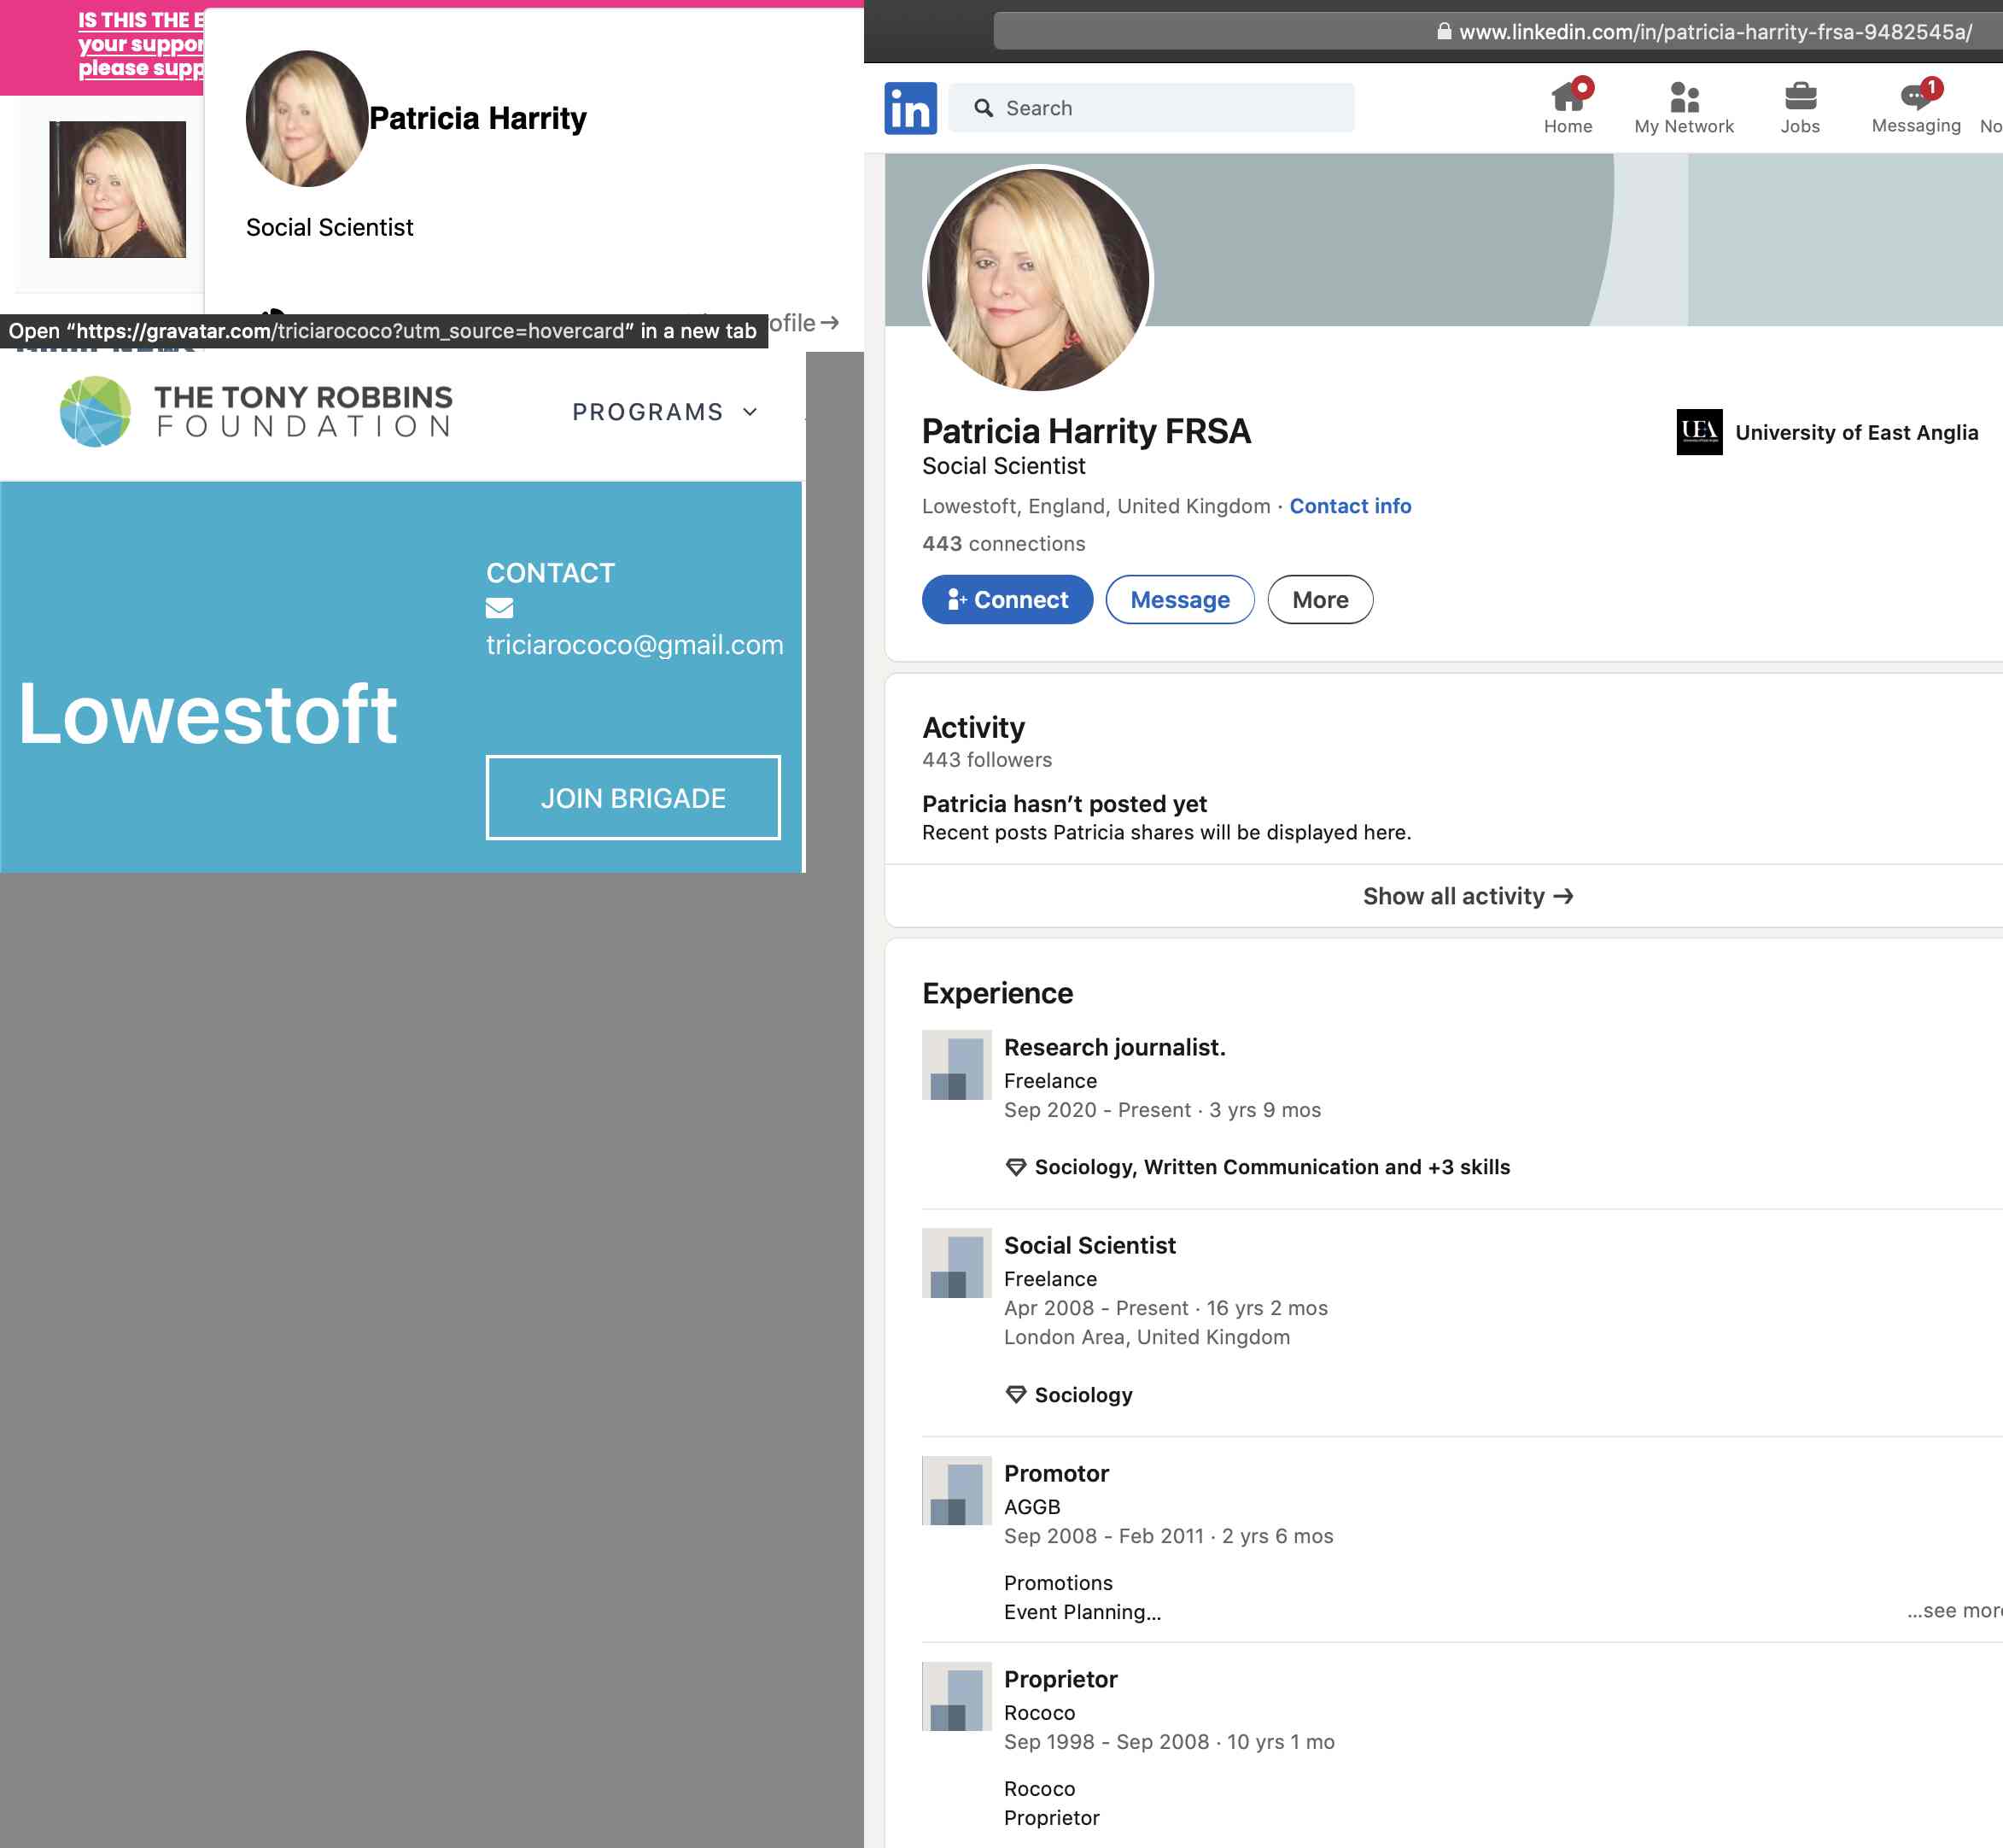 IS THIS THE E
your suppor
please supp
Patricia Harrity
Social Scientist
ofile →
Open “https://gravatar.com/triciarococo?utm_source=hovercard” in a new tab
THE TONY ROBBINS
FOUNDATION
PROGRAMS
CONTACT
triciarococo@gmail.com
Lowestoft
JOIN BRIGADE
www.linkedin.com/in/patricia-harrity-frsa-9482545a/
in
Search
Home
My Network
Jobs
1
Messaging
No
Patricia Harrity FRSA
UEA
University of East Anglia
Social Scientist
Lowestoft, England, United Kingdom · Contact info
443 connections
Connect
Message
More
Activity
443 followers
Patricia hasn’t posted yet
Recent posts Patricia shares will be displayed here.
Show all activity →
Experience
Research journalist.
Freelance
Sep 2020 - Present · 3 yrs 9 mos
Sociology, Written Communication and +3 skills
Social Scientist
Freelance
Apr 2008 - Present · 16 yrs 2 mos
London Area, United Kingdom
Sociology
Promotor
AGGB
Sep 2008 - Feb 2011 · 2 yrs 6 mos
Promotions
Event Planning...
...see more
Proprietor
Rococo
Sep 1998 - Sep 2008 · 10 yrs 1 mo
Rococo
Proprietor